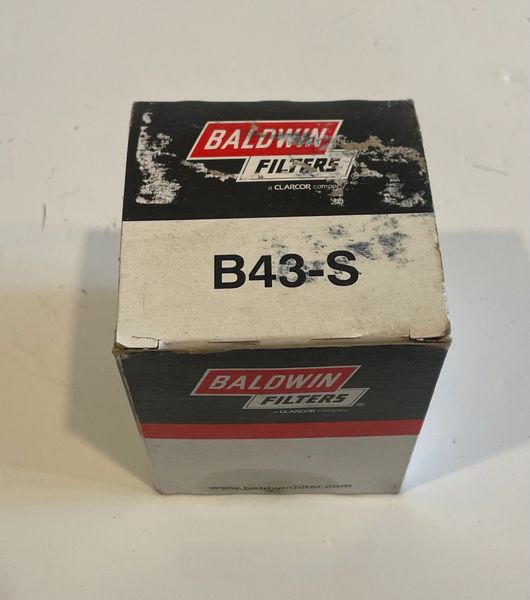 BALDWIN
FILTERS®
a CLARCOR company
B43-S
BALDWIN
FILTERS®
a CLARCOR company
www.baldwinfilter.com